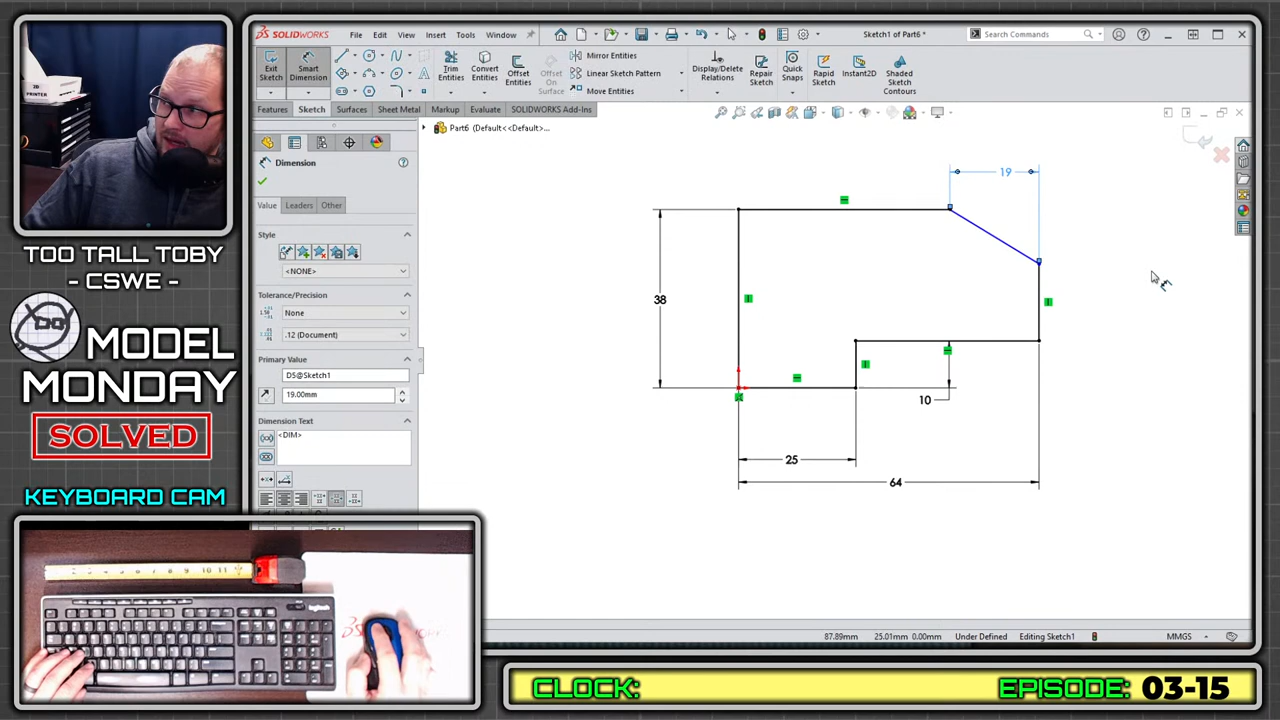 SOLIDWORKS
File Edit View Insert Tools Window
Sketch1 of Part6 *
Search Commands
Exit Sketch
Smart Dimension
Trim Entities
Convert Entities
Offset Entities
Offset On Surface
Mirror Entities
Linear Sketch Pattern
Move Entities
Display/Delete Relations
Repair Sketch
Quick Snaps
Rapid Sketch
Instant2D
Shaded Sketch Contours
Features Sketch Surfaces Sheet Metal Markup Evaluate SOLIDWORKS Add-Ins
Part6 (Default<<Default>...
Dimension
Value Leaders Other
Style
<NONE>
Tolerance/Precision
None
.12 (Document)
Primary Value
D5@Sketch1
19.00mm
Dimension Text
<DIM>
19
38
10
25
64
87.89mm 25.01mm 0.00mm Under Defined Editing Sketch1
MMGS
TOO TALL TOBY
- CSWE -
MODEL
MONDAY
SOLVED
KEYBOARD CAM
CLOCK:
EPISODE: 03-15